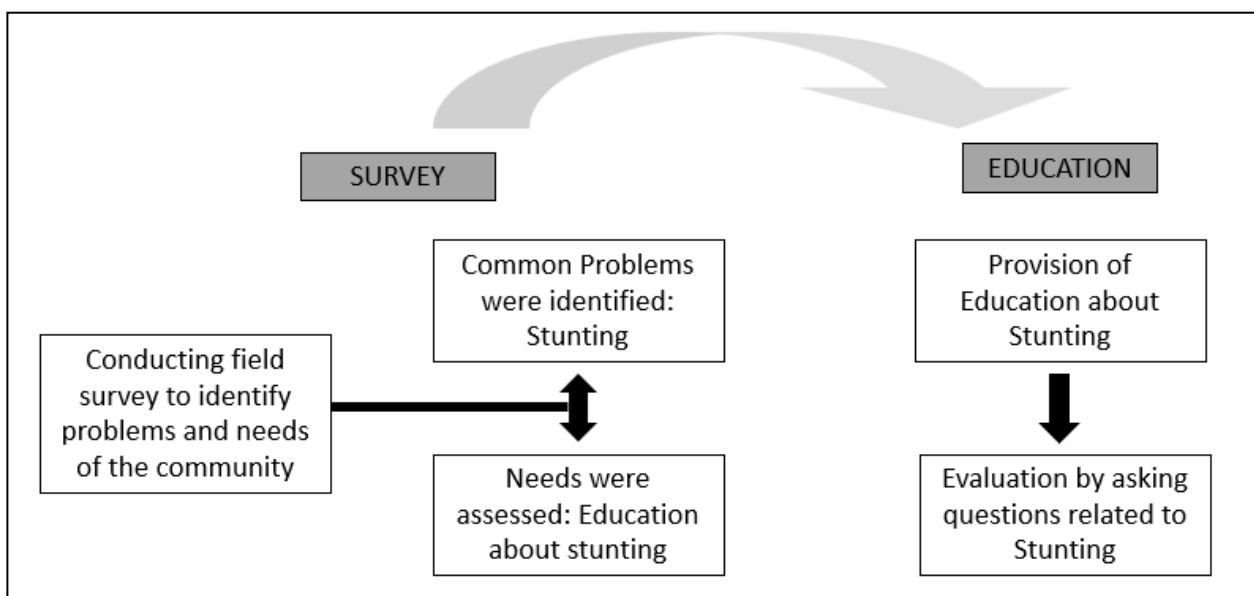 SURVEY
EDUCATION
Conducting field
survey to identify
problems and needs
of the community
Common Problems
were identified:
Stunting
Needs were
assessed: Education
about stunting
Provision of
Education about
Stunting
Evaluation by asking
questions related to
Stunting